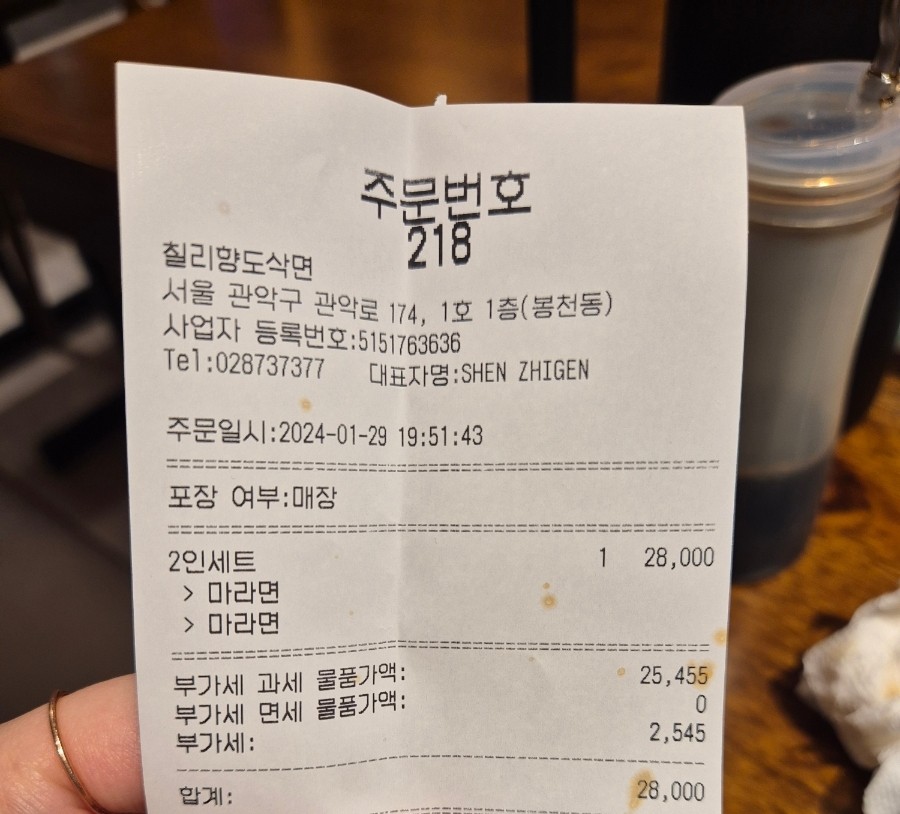 주문번호
218
칠리향도삭면
서울 관악구 관악로 174, 1호 1층(봉천동)
사업자 등록번호:5151763636
Tel:028737377 대표자명:SHEN ZHIGEN
주문일시:2024-01-29 19:51:43
포장 여부:매장
2인세트 1 28,000
> 마라면
> 마라면
부가세 과세 물품가액: 25,455
부가세 면세 물품가액: 0
부가세: 2,545
합계: 28,000